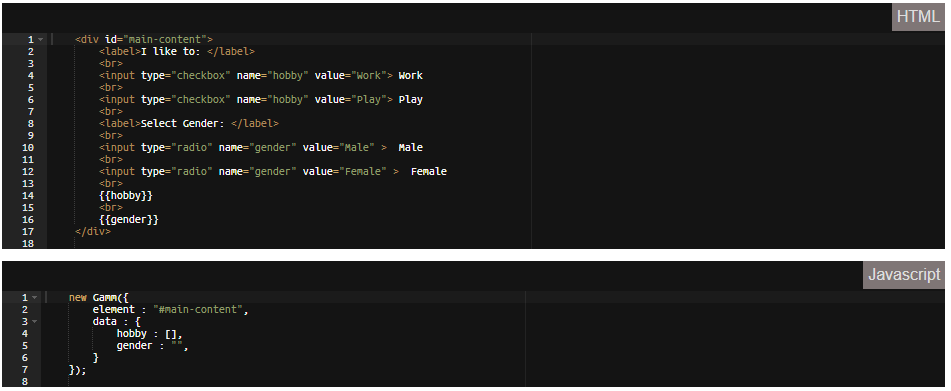 HTML
1 <div id="main-content">
2 <label>I like to: </label>
3 <br>
4 <input type="checkbox" name="hobby" value="Work"> Work
5 <br>
6 <input type="checkbox" name="hobby" value="Play"> Play
7 <br>
8 <label>Select Gender: </label>
9 <br>
10 <input type="radio" name="gender" value="Male" >  Male
11 <br>
12 <input type="radio" name="gender" value="Female" >  Female
13 <br>
14 {{hobby}}
15 <br>
16 {{gender}}
17 </div>
18
Javascript
1 new Gamm({
2 element : "#main-content",
3 data : {
4 hobby : [],
5 gender : "",
6 }
7 });
8